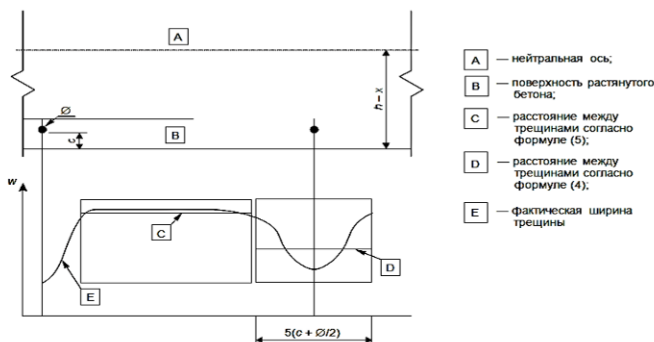 A
Ø
B
c
h – x
w
C
D
E
5(c + Ø/2)
A — нейтральная ось;
B — поверхность растянутого
бетона;
C — расстояние между
трещинами согласно
формуле (5);
D — расстояние между
трещинами согласно
формуле (4);
E — фактическая ширина
трещины